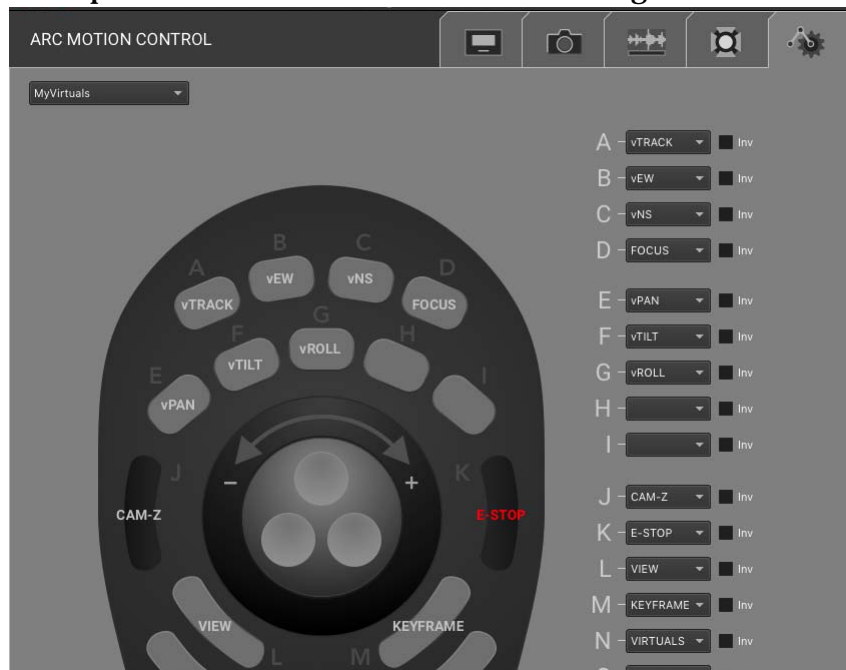 ARC MOTION CONTROL
MyVirtuals
A vTRACK Inv
B vEW Inv
C vNS Inv
D FOCUS Inv
E vPAN Inv
F vTILT Inv
G vROLL Inv
H Inv
I Inv
J CAM-Z Inv
K E-STOP Inv
L VIEW Inv
M KEYFRAME Inv
N VIRTUALS Inv
A
B
C
D
vTRACK
vEW
vNS
FOCUS
E
F
G
H
I
vPAN
vTILT
vROLL
J
K
− +
CAM-Z
E-STOP
VIEW
KEYFRAME
L
M